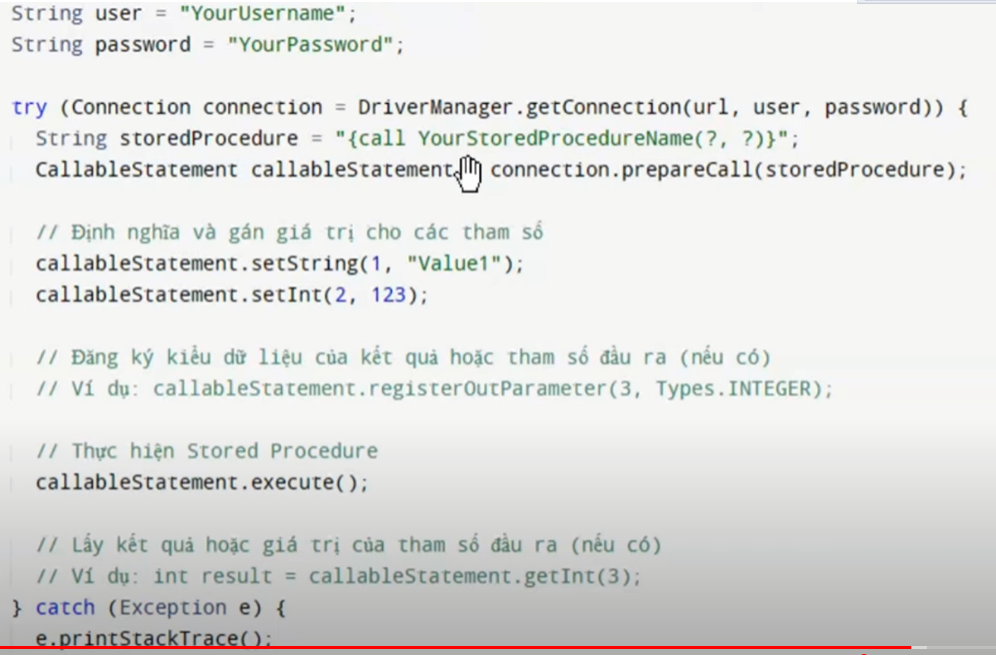 String user = "YourUsername";
String password = "YourPassword";
try (Connection connection = DriverManager.getConnection(url, user, password)) {
String storedProcedure = "{call YourStoredProcedureName(?, ?)}";
CallableStatement callableStatement connection.prepareCall(storedProcedure);
// Định nghĩa và gán giá trị cho các tham số
callableStatement.setString(1, "Value1");
callableStatement.setInt(2, 123);
// Đăng ký kiểu dữ liệu của kết quả hoặc tham số đầu ra (nếu có)
// Ví dụ: callableStatement.registerOutParameter(3, Types.INTEGER);
// Thực hiện Stored Procedure
callableStatement.execute();
// Lấy kết quả hoặc giá trị của tham số đầu ra (nếu có)
// Ví dụ: int result = callableStatement.getInt(3);
} catch (Exception e) {
e.printStackTrace();